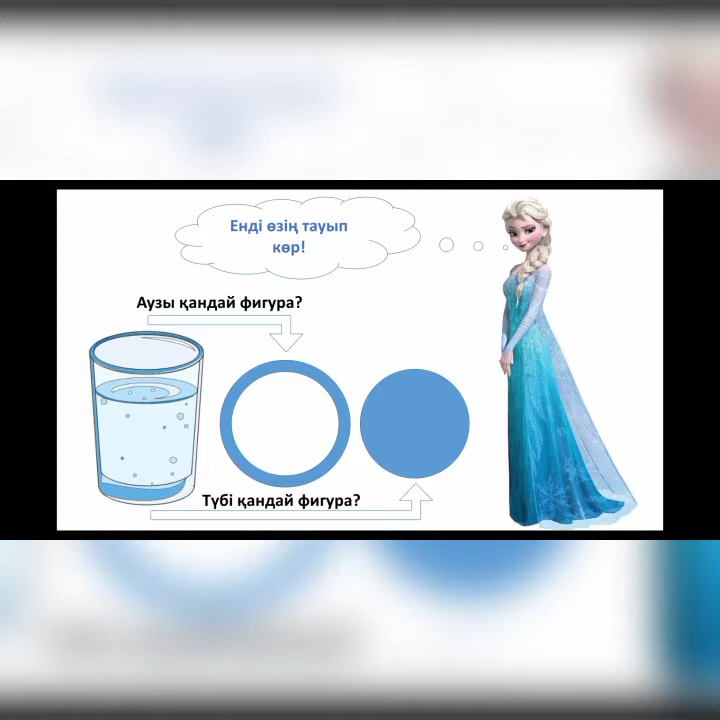 Енді өзің тауып
көр!
Аузы қандай фигура?
Түбі қандай фигура?